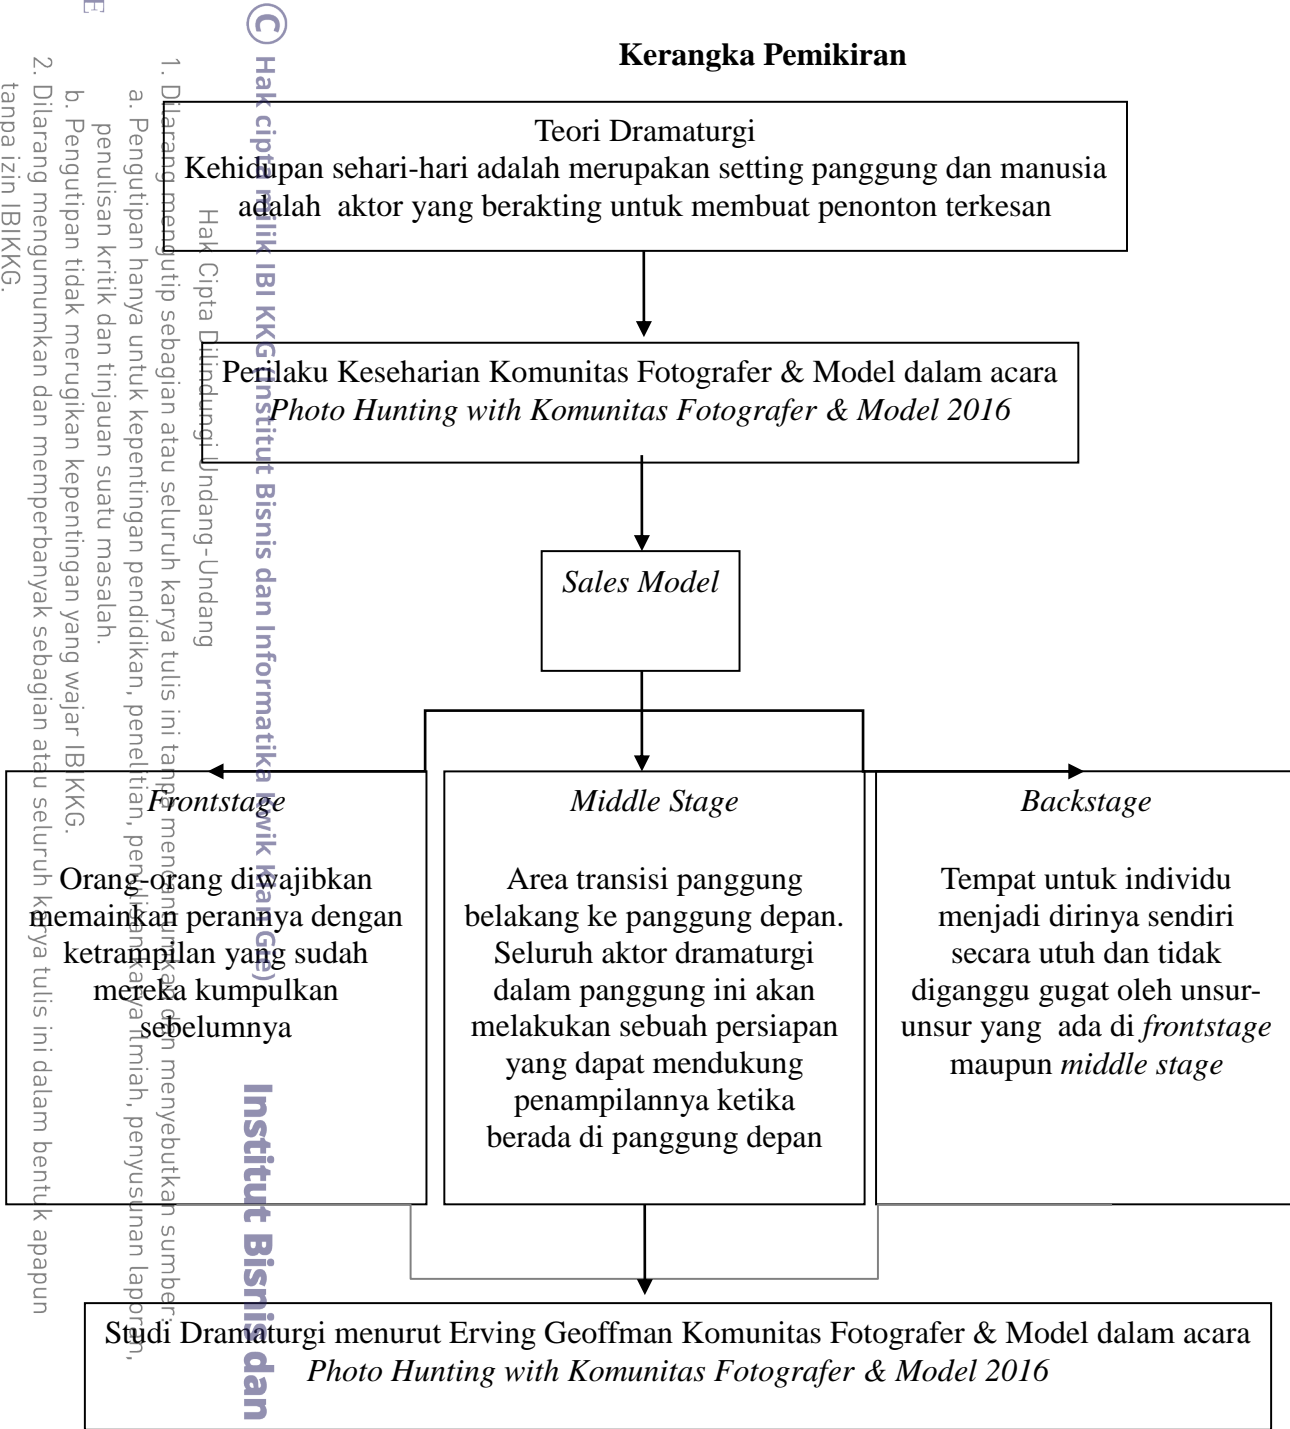 Kerangka Pemikiran
Teori Dramaturgi
Kehidupan sehari-hari adalah merupakan setting panggung dan manusia
adalah aktor yang berakting untuk membuat penonton terkesan
Perilaku Keseharian Komunitas Fotografer & Model dalam acara
Photo Hunting with Komunitas Fotografer & Model 2016
Sales Model
Frontstage
Orang-orang diwajibkan
memainkan perannya dengan
ketrampilan yang sudah
mereka kumpulkan
sebelumnya
Middle Stage
Area transisi panggung
belakang ke panggung depan.
Seluruh aktor dramaturgi
dalam panggung ini akan
melakukan sebuah persiapan
yang dapat mendukung
penampilannya ketika
berada di panggung depan
Backstage
Tempat untuk individu
menjadi dirinya sendiri
secara utuh dan tidak
diganggu gugat oleh unsur-
unsur yang ada di frontstage
maupun middle stage
Studi Dramaturgi menurut Erving Geoffman Komunitas Fotografer & Model dalam acara
Photo Hunting with Komunitas Fotografer & Model 2016
© Hak cipta milik IBI KKG (Institut Bisnis dan Informatika Kwik Kian Gie)
Institut Bisnis dan
Hak Cipta Dilindungi Undang-Undang
1. Dilarang mengutip sebagian atau seluruh karya tulis ini tanpa mencantumkan dan menyebutkan sumber:
a. Pengutipan hanya untuk kepentingan pendidikan, penelitian, penulisan karya ilmiah, penyusunan laporan,
penulisan kritik dan tinjauan suatu masalah.
b. Pengutipan tidak merugikan kepentingan yang wajar IBIKKG.
2. Dilarang mengumumkan dan memperbanyak sebagian atau seluruh karya tulis ini dalam bentuk apapun
tanpa izin IBIKKG.
E